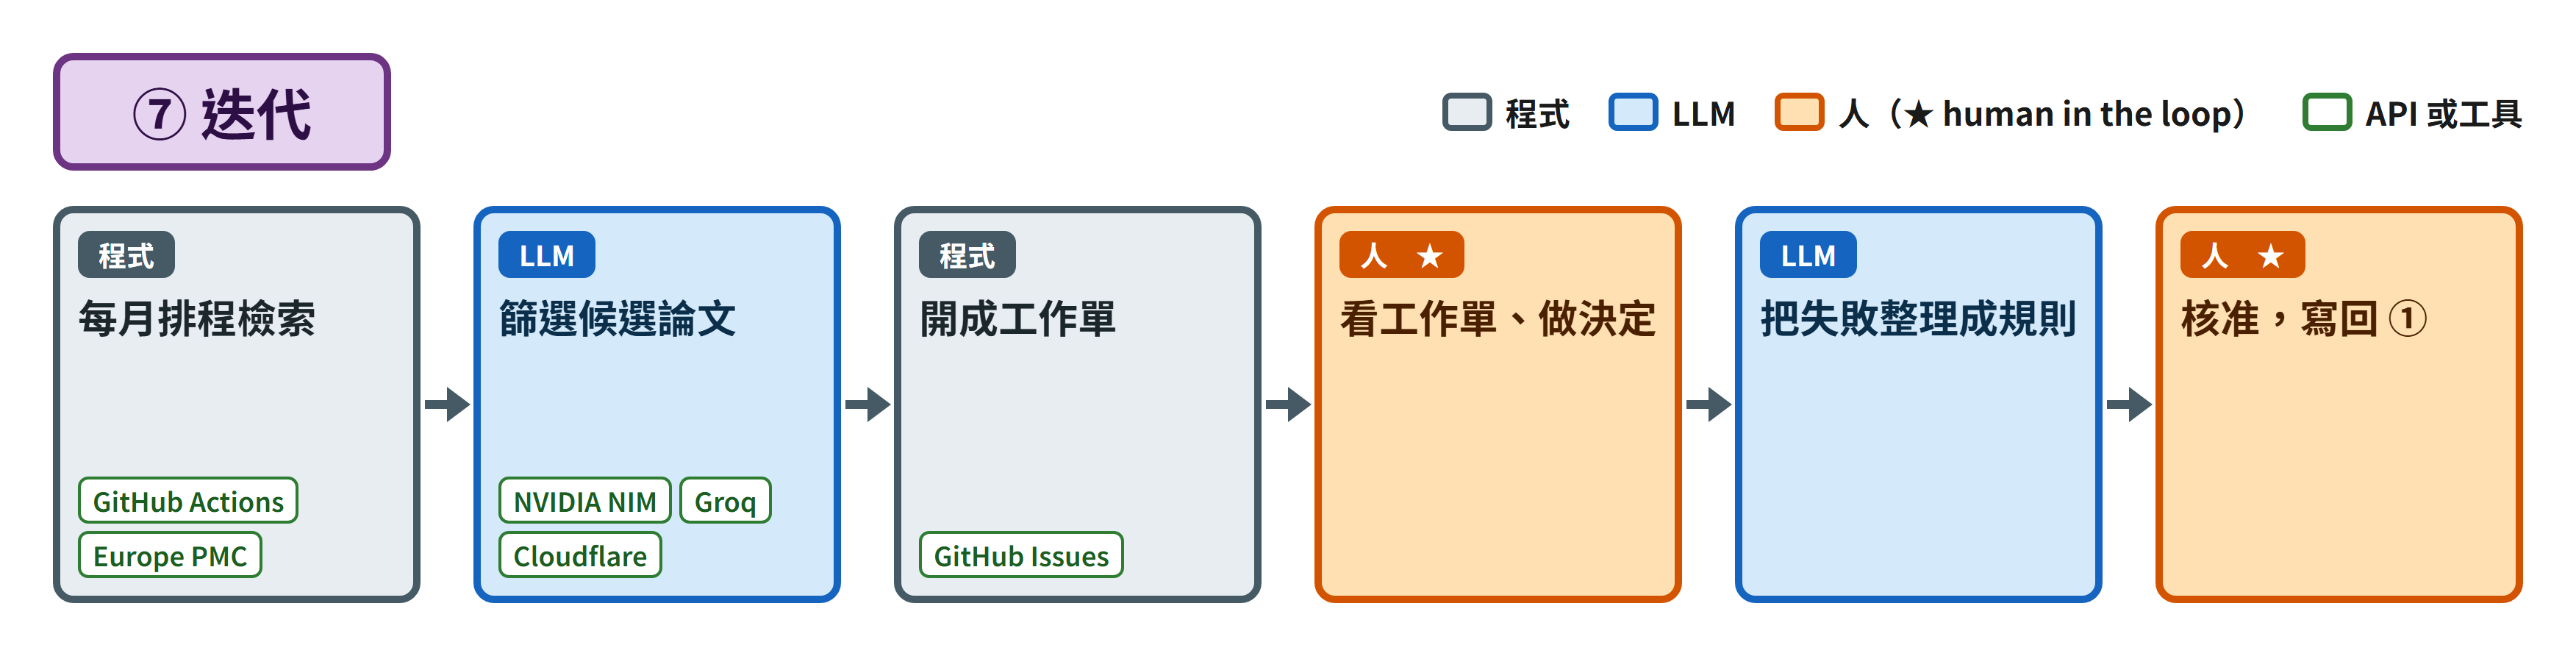 ⑦ 迭代
程式
LLM
人（★ human in the loop）
API 或工具
程式
每月排程檢索
GitHub Actions
Europe PMC
LLM
篩選候選論文
NVIDIA NIM
Groq
Cloudflare
程式
開成工作單
GitHub Issues
人 ★
看工作單、做決定
LLM
把失敗整理成規則
人 ★
核准，寫回 ①